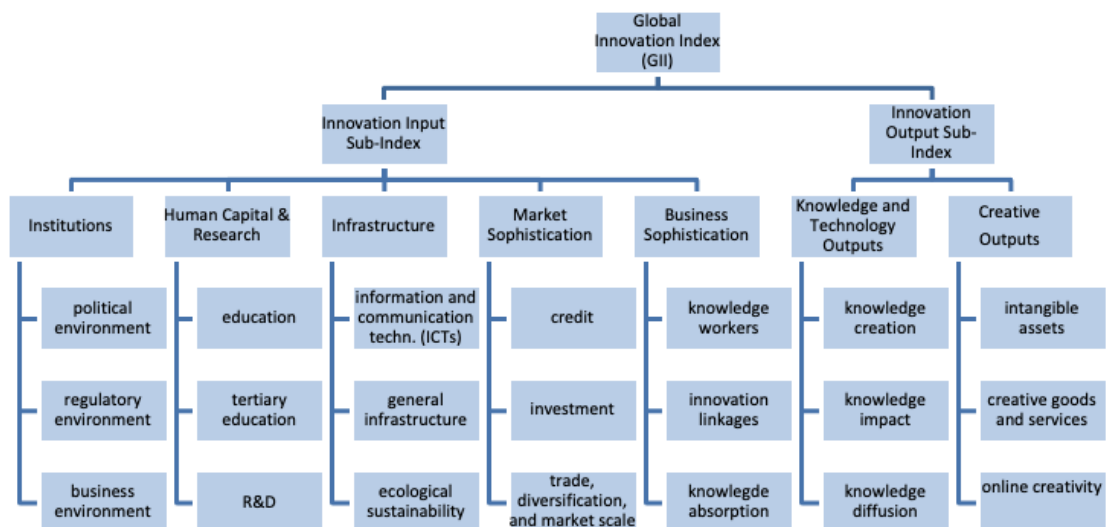 Global
Innovation Index
(GII)
Innovation Input
Sub-Index
Innovation
Output Sub-
Index
Institutions
Human Capital &
Research
Infrastructure
Market
Sophistication
Business
Sophistication
Knowledge and
Technology
Outputs
Creative
Outputs
political
environment
education
information and
communication
techn. (ICTs)
credit
knowledge
workers
knowledge
creation
intangible
assets
regulatory
environment
tertiary
education
general
infrastructure
investment
innovation
linkages
knowledge
impact
creative goods
and services
business
environment
R&D
ecological
sustainability
trade,
diversification,
and market scale
knowlegde
absorption
knowledge
diffusion
online creativity